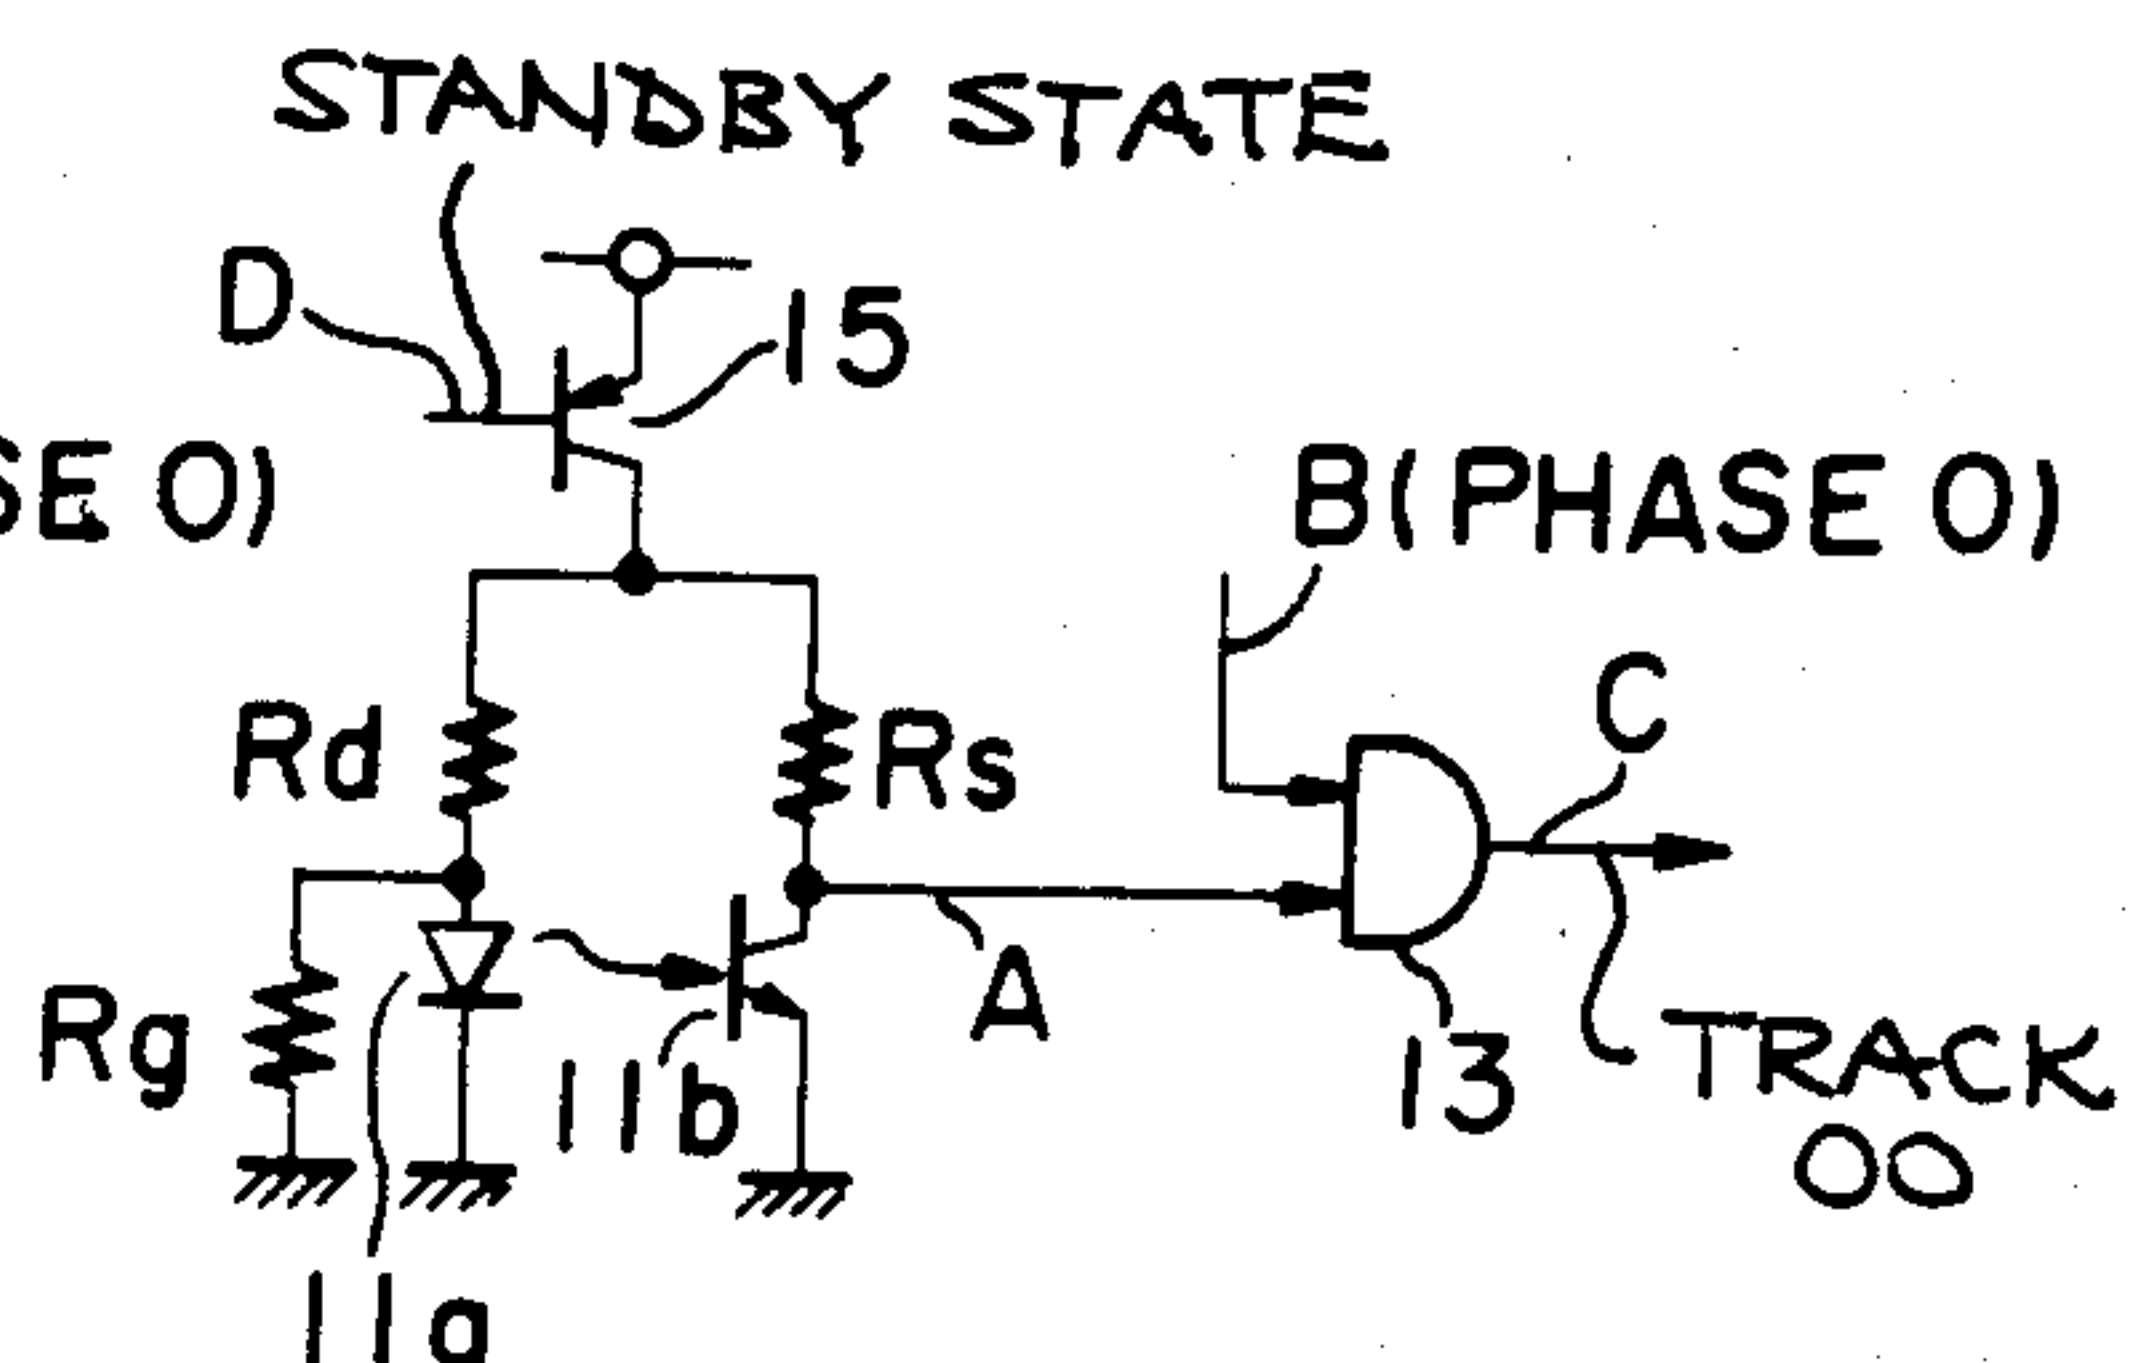 STANDBY STATE
D
15
SE 0)
B(PHASE 0)
C
Rd
Rs
A
Rg
11b
13
TRACK
00
11a